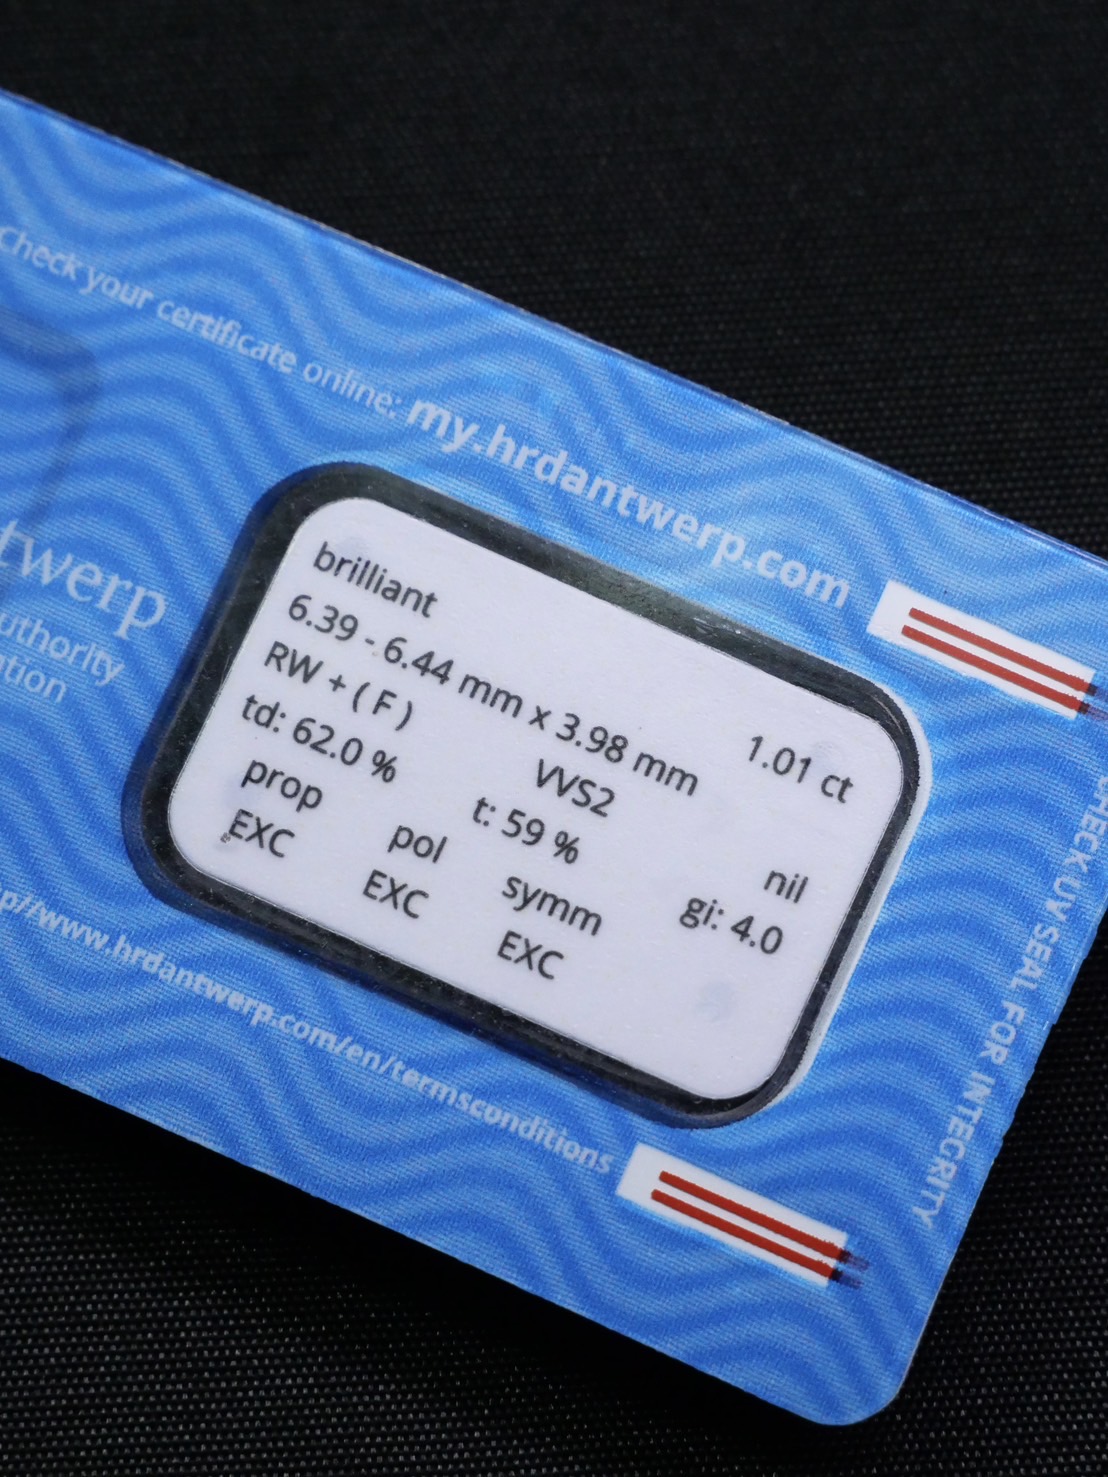 check your certificate online: my.hrdantwerp.com
twerp
uthority
ation
brilliant
1.01 ct
6.39 - 6.44 mm x 3.98 mm
RW + ( F ) VVS2 nil
td: 62.0 % t: 59 % gi: 4.0
prop pol symm
EXC EXC EXC
p//www.hrdantwerp.com/en/termsconditions
CHECK UV SEAL FOR INTEGRITY